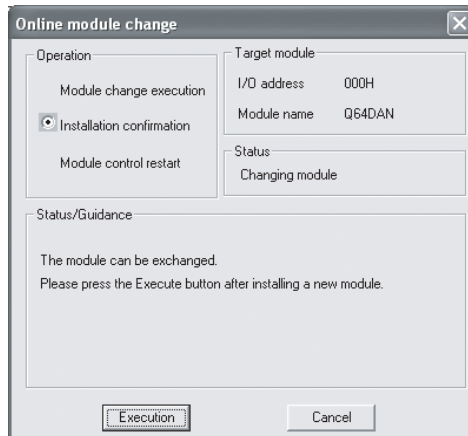 Online module change
Operation
Module change execution
Installation confirmation
Module control restart
Target module
I/O address 000H
Module name Q64DAN
Status
Changing module
Status/Guidance
The module can be exchanged.
Please press the Execute button after installing a new module.
Execution Cancel